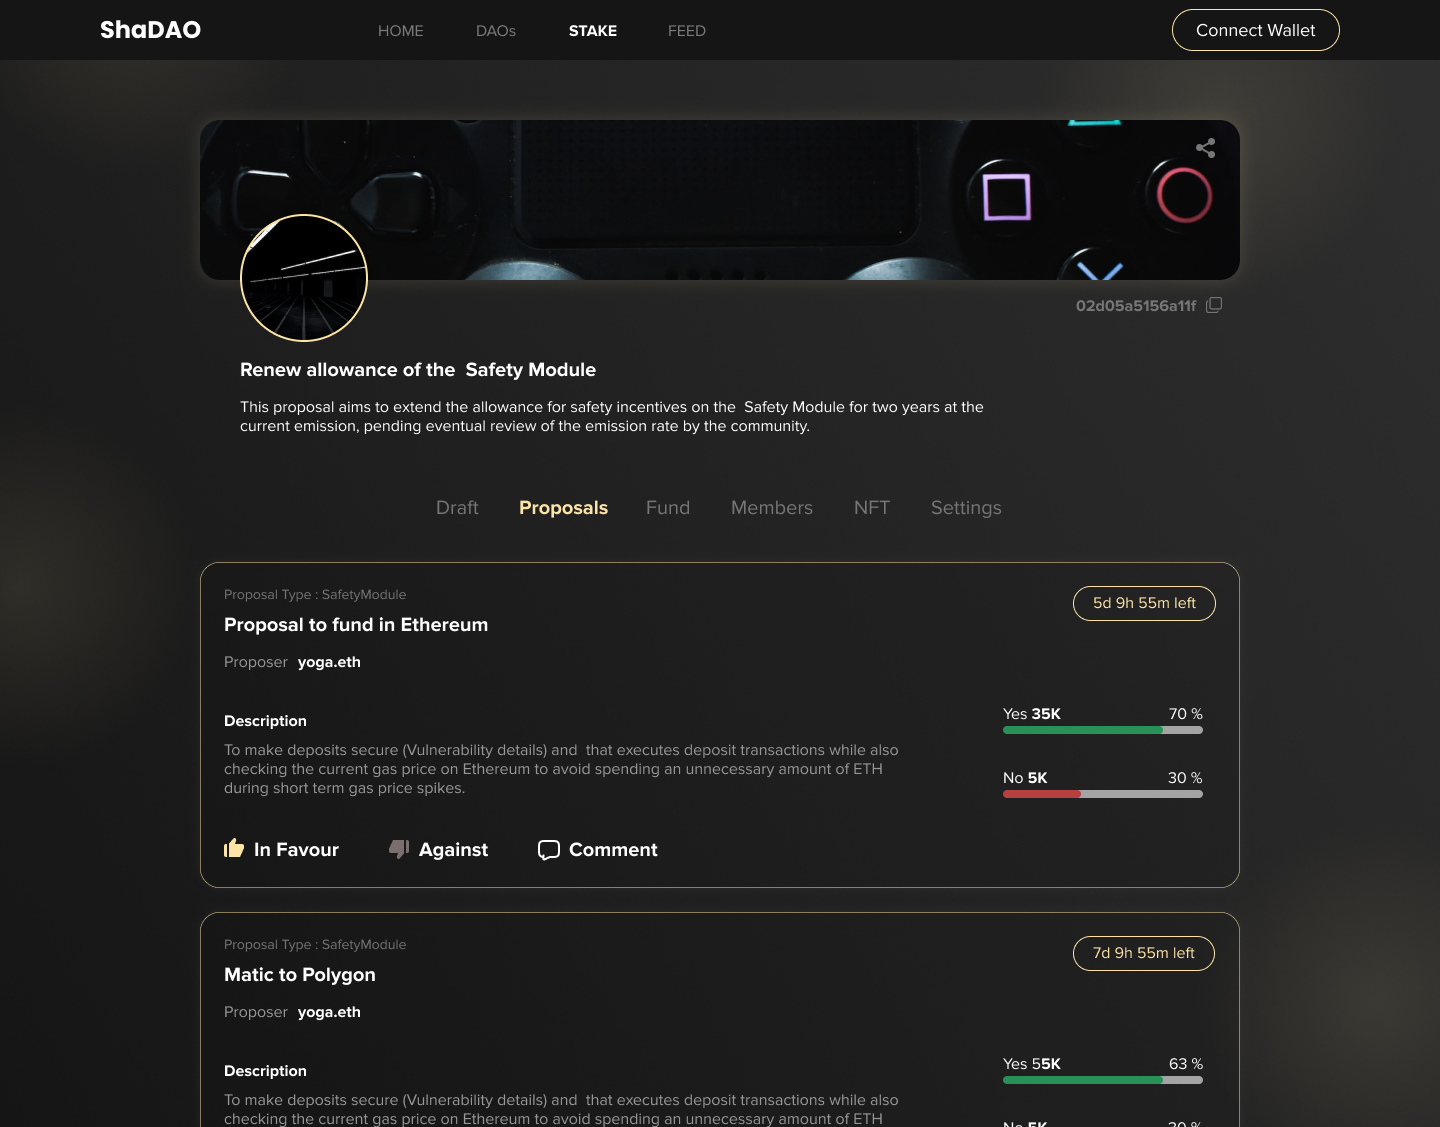 ShaDAO HOME DAOs STAKE FEED Connect Wallet
02d05a5156a11f
Renew allowance of the Safety Module
This proposal aims to extend the allowance for safety incentives on the Safety Module for two years at the
current emission, pending eventual review of the emission rate by the community.
Draft Proposals Fund Members NFT Settings
Proposal Type : SafetyModule
5d 9h 55m left
Proposal to fund in Ethereum
Proposer yoga.eth
Description
To make deposits secure (Vulnerability details) and that executes deposit transactions while also
checking the current gas price on Ethereum to avoid spending an unnecessary amount of ETH
during short term gas price spikes.
Yes 35K 70 %
No 5K 30 %
In Favour Against Comment
Proposal Type : SafetyModule
7d 9h 55m left
Matic to Polygon
Proposer yoga.eth
Description
To make deposits secure (Vulnerability details) and that executes deposit transactions while also
checking the current gas price on Ethereum to avoid spending an unnecessary amount of ETH
Yes 55K 63 %
No 5K 30 %